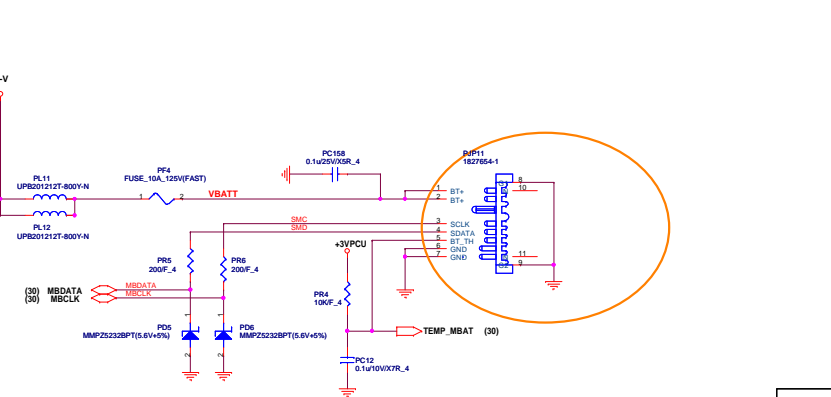 -V
PL11
UPB201212T-800Y-N
PL12
UPB201212T-800Y-N
PF4
FUSE_10A_125V(FAST)
1
2
VBATT
PC158
0.1u/25V/X5R_4
PJP11
1827654-1
1 BT+
2 BT+
3 SCLK
4 SDATA
5 BT_TH
6 GND
7 GND
8
10
11
9
SMC
SMD
+3VPCU
PR5
200/F_4
PR6
200/F_4
(30) MBDATA
(30) MBCLK
MBDATA
MBCLK
PR4
10K/F_4
1
1
PD5
MMPZ5232BPT(5.6V+5%)
PD6
MMPZ5232BPT(5.6V+5%)
2
2
TEMP_MBAT (30)
PC12
0.1u/10V/X7R_4